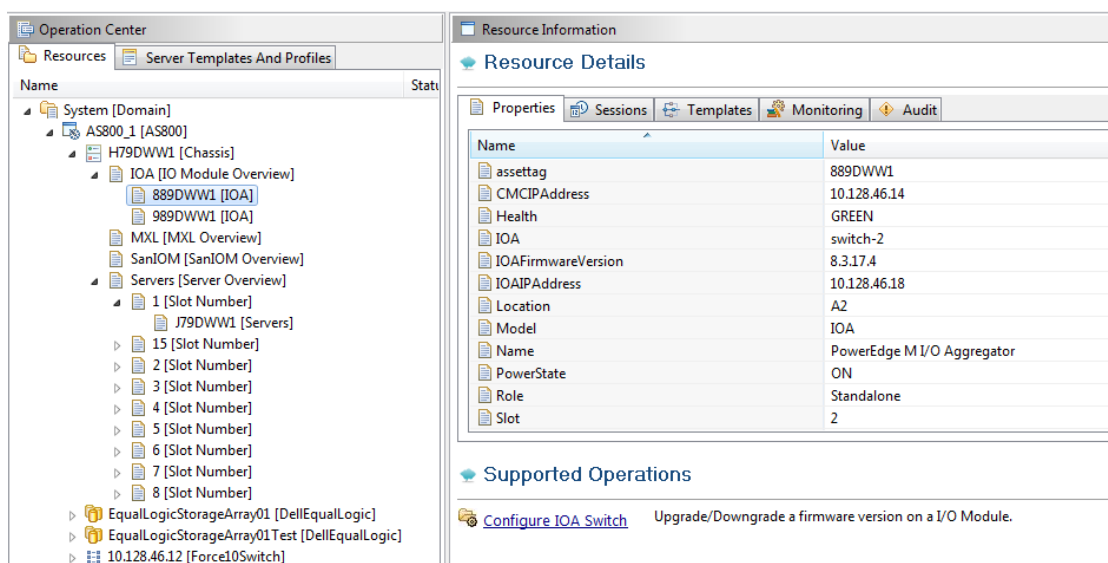 Operation Center
Resources
Server Templates And Profiles
Name
Statu
System [Domain]
AS800_1 [AS800]
H79DWW1 [Chassis]
IOA [IO Module Overview]
889DWW1 [IOA]
989DWW1 [IOA]
MXL [MXL Overview]
SanIOM [SanIOM Overview]
Servers [Server Overview]
1 [Slot Number]
J79DWW1 [Servers]
15 [Slot Number]
2 [Slot Number]
3 [Slot Number]
4 [Slot Number]
5 [Slot Number]
6 [Slot Number]
7 [Slot Number]
8 [Slot Number]
EqualLogicStorageArray01 [DellEqualLogic]
EqualLogicStorageArray01Test [DellEqualLogic]
10.128.46.12 [Force10Switch]
Resource Information
Resource Details
Properties Sessions Templates Monitoring Audit
Name Value
assettag 889DWW1
CMCIPAddress 10.128.46.14
Health GREEN
IOA switch-2
IOAFirmwareVersion 8.3.17.4
IOAIPAddress 10.128.46.18
Location A2
Model IOA
Name PowerEdge M I/O Aggregator
PowerState ON
Role Standalone
Slot 2
Supported Operations
Configure IOA Switch Upgrade/Downgrade a firmware version on a I/O Module.